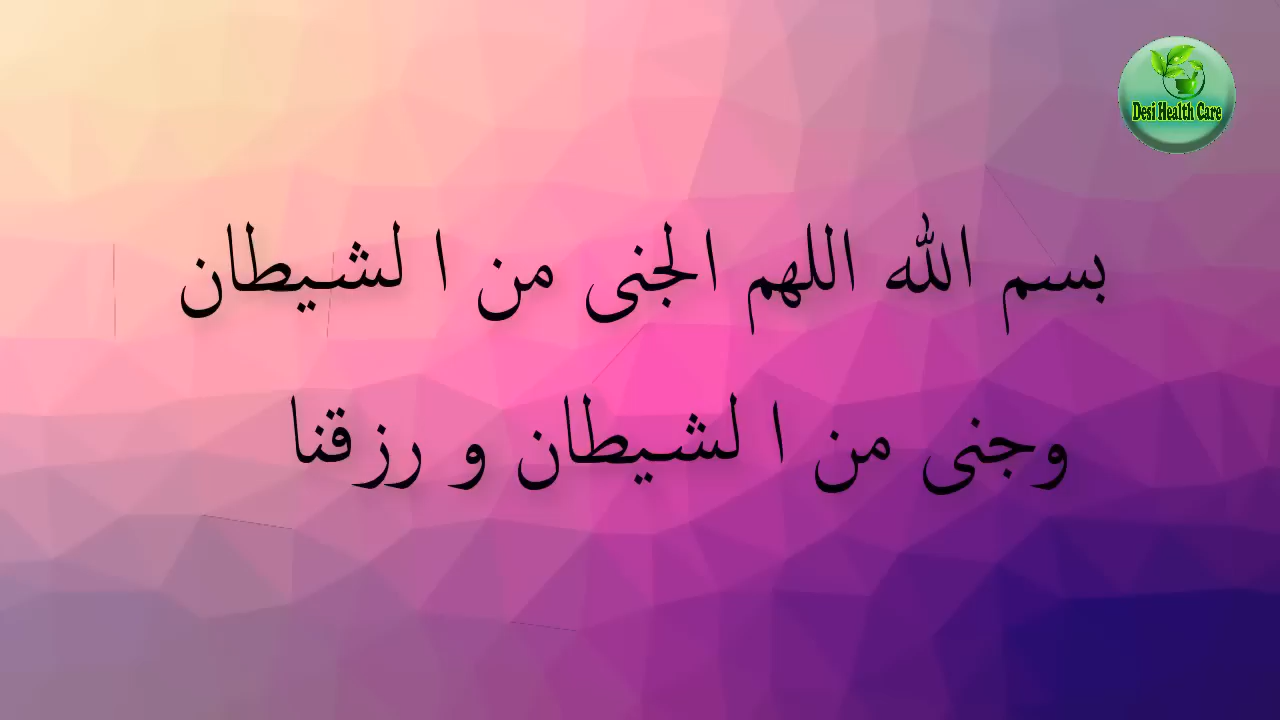 Desi Health Care
بسم الله اللهم الجنى من ا لشيطان
وجنى من ا لشيطان و رزقنا